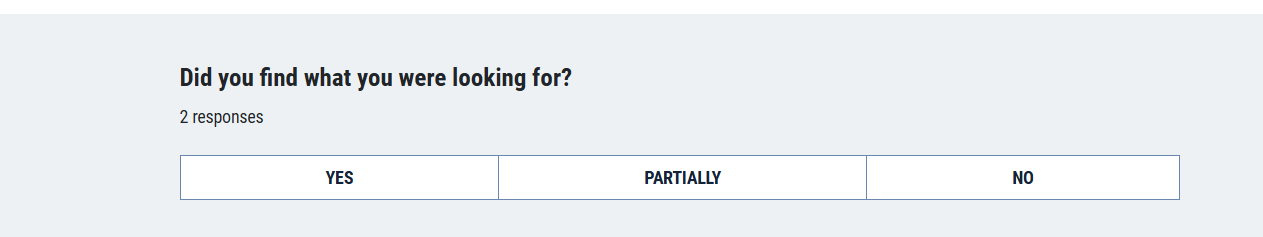 Did you find what you were looking for?
2 responses
YES
PARTIALLY
NO